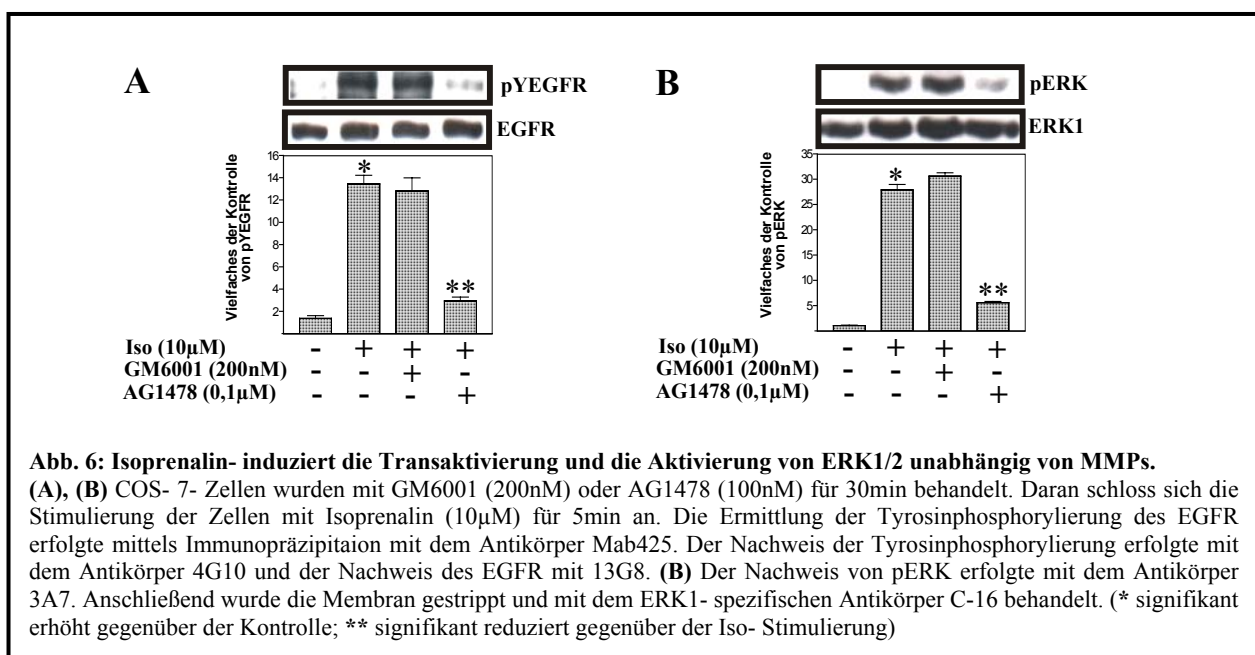 A
pYEGFR
EGFR
Vielfaches der Kontrolle
von pYEGFR
16
14
12
10
8
6
4
2
*
**
Iso (10µM) - + + +
GM6001 (200nM) - - + -
AG1478 (0,1µM) - - - +
B
pERK
ERK1
Vielfaches der Kontrolle
von pERK
35
30
25
20
15
10
5
*
**
Iso (10µM) - + + +
GM6001 (200nM) - - + -
AG1478 (0,1µM) - - - +
Abb. 6: Isoprenalin- induziert die Transaktivierung und die Aktivierung von ERK1/2 unabhängig von MMPs.
(A), (B) COS- 7- Zellen wurden mit GM6001 (200nM) oder AG1478 (100nM) für 30min behandelt. Daran schloss sich die
Stimulierung der Zellen mit Isoprenalin (10µM) für 5min an. Die Ermittlung der Tyrosinphosphorylierung des EGFR
erfolgte mittels Immunopräzipitaion mit dem Antikörper Mab425. Der Nachweis der Tyrosinphosphorylierung erfolgte mit
dem Antikörper 4G10 und der Nachweis des EGFR mit 13G8. (B) Der Nachweis von pERK erfolgte mit dem Antikörper
3A7. Anschließend wurde die Membran gestrippt und mit dem ERK1- spezifischen Antikörper C-16 behandelt. (* signifikant
erhöht gegenüber der Kontrolle; ** signifikant reduziert gegenüber der Iso- Stimulierung)